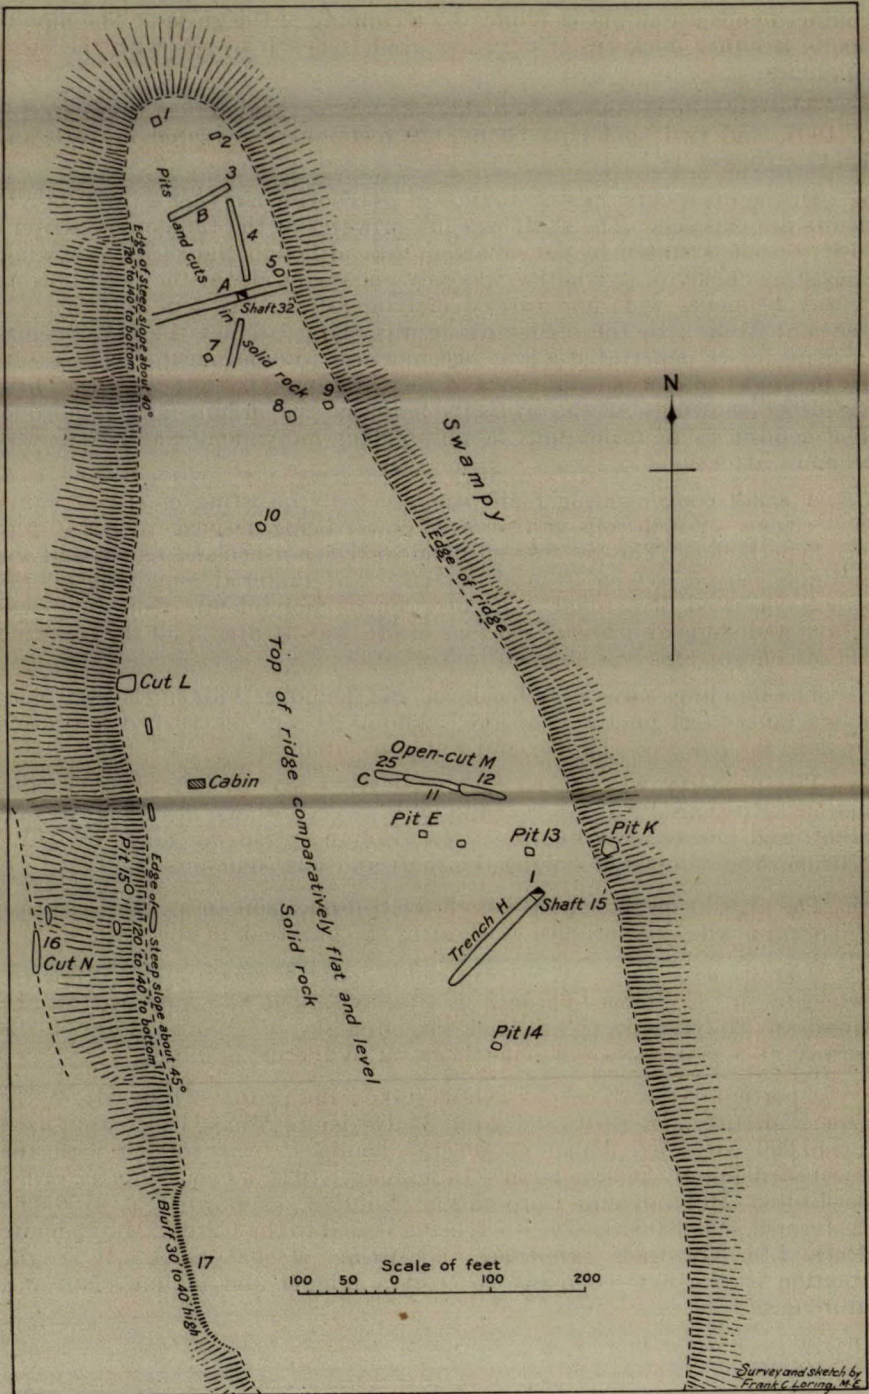 1
2
3
Pits and cuts in solid rock
B
4
5
A
Shaft 32'
Edge of steep slope about 40°
120' to 140' to bottom
7
8
9
N
Swampy
10
Edge of ridge
Cut L
Top of ridge comparatively flat and level
Solid rock
Open-cut M
25
C
12
11
Cabin
Pit E
Pit 13
Pit K
Pit 15
1
Shaft 15'
Trench H
Edge of steep slope about 45°
120' to 140' to bottom
16
Cut N
Pit 14
17
Bluff 30' to 40' high
Scale of feet
100 50 0 100 200
Survey and sketch by
Frank C Loring, M.E.